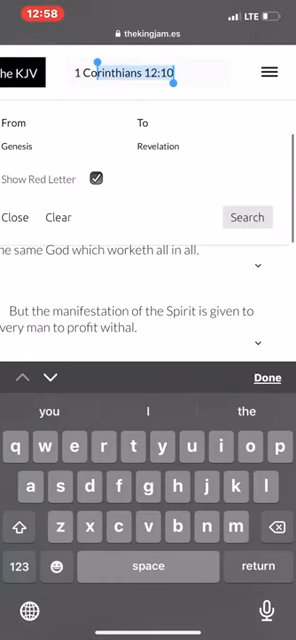 12:58
LTE
thekingjam.es
he KJV
1 Corinthians 12:10
From
To
Genesis
Revelation
Show Red Letter
Close Clear
Search
he same God which worketh all in all.
But the manifestation of the Spirit is given to
very man to profit withal.
Done
you I the
q w e r t y u i o p
a s d f g h j k l
z x c v b n m
123 space return